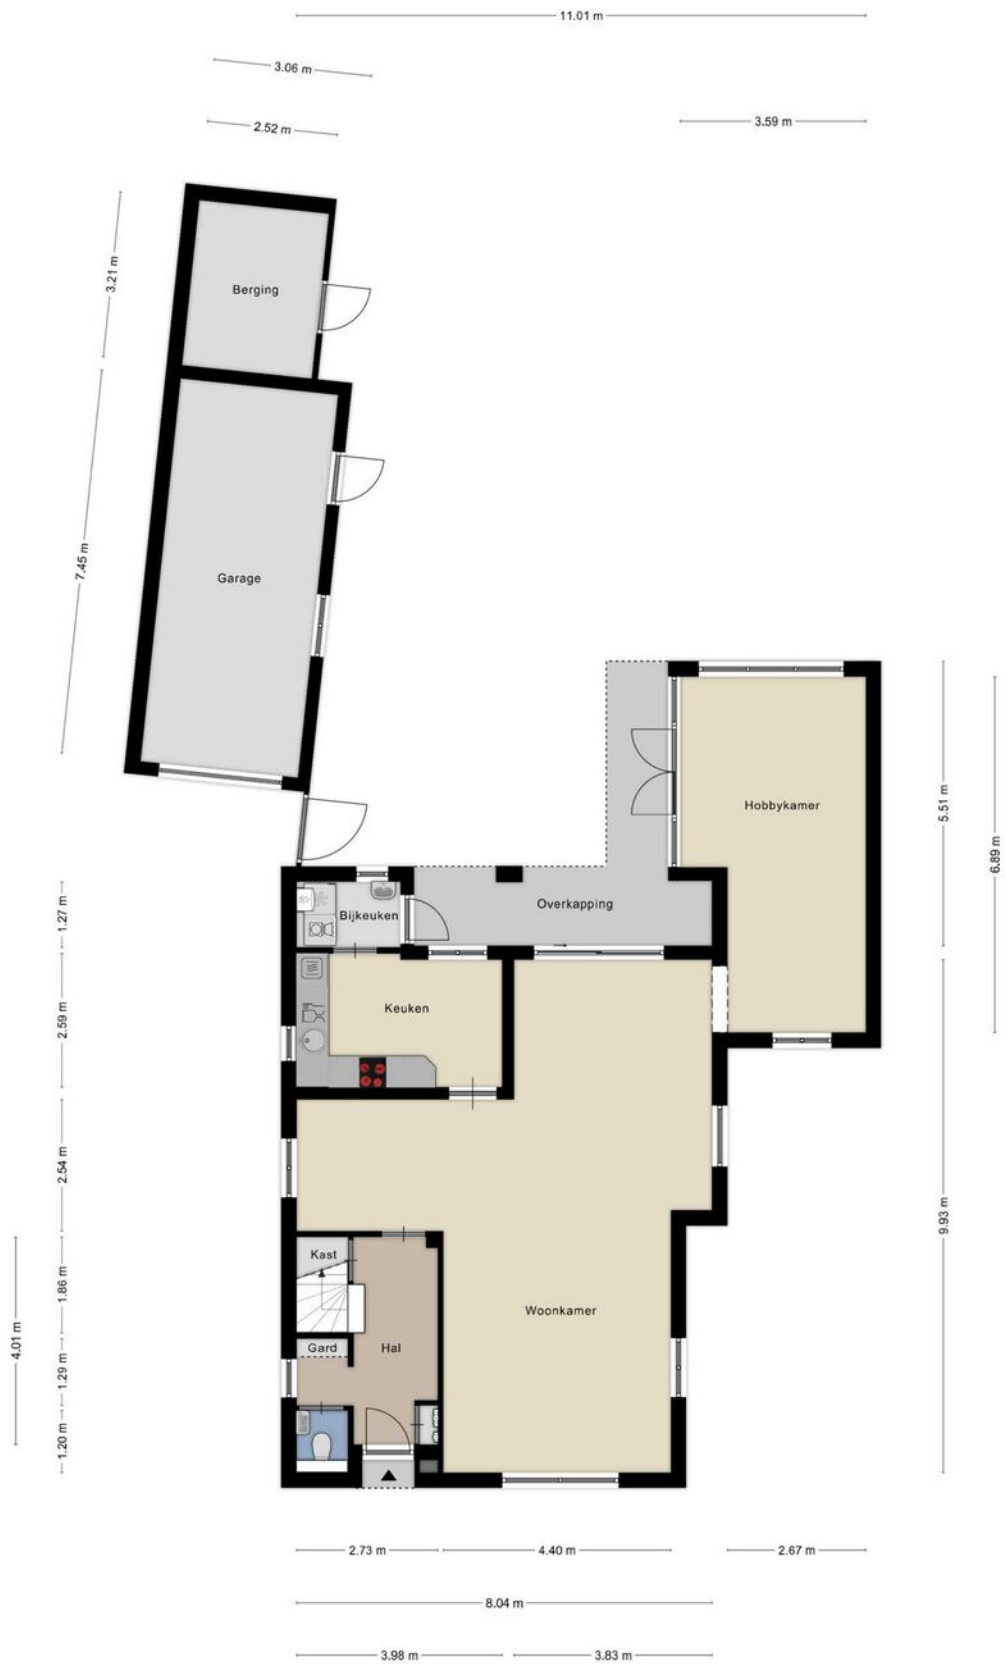 11.01 m
3.06 m
2.52 m
3.59 m
3.21 m
Berging
7.45 m
Garage
Hobbykamer
5.51 m
6.89 m
1.27 m
Bijkeuken
Overkapping
2.59 m
Keuken
2.54 m
9.93 m
Kast
1.86 m
4.01 m
Woonkamer
Gard
Hal
1.29 m
1.20 m
2.73 m
4.40 m
2.67 m
8.04 m
3.98 m
3.83 m